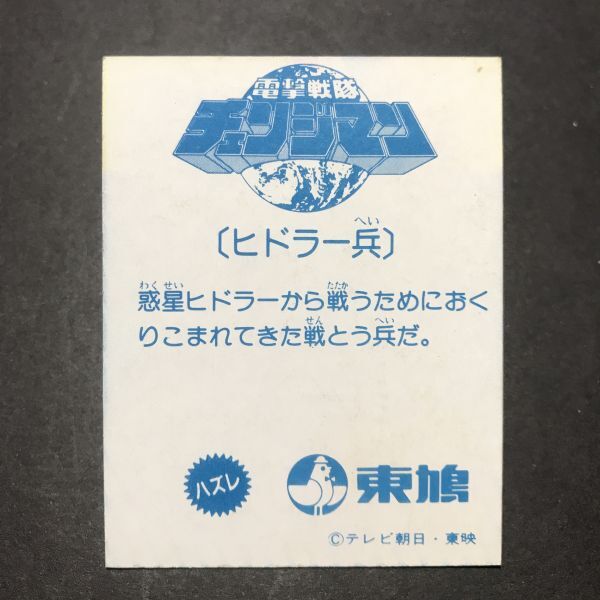 電撃戦隊
チェンジマン
〔ヒドラー兵〕
惑星ヒドラーから戦うためにおく
りこまれてきた戦とう兵だ。
ハズレ
東鳩
©テレビ朝日・東映